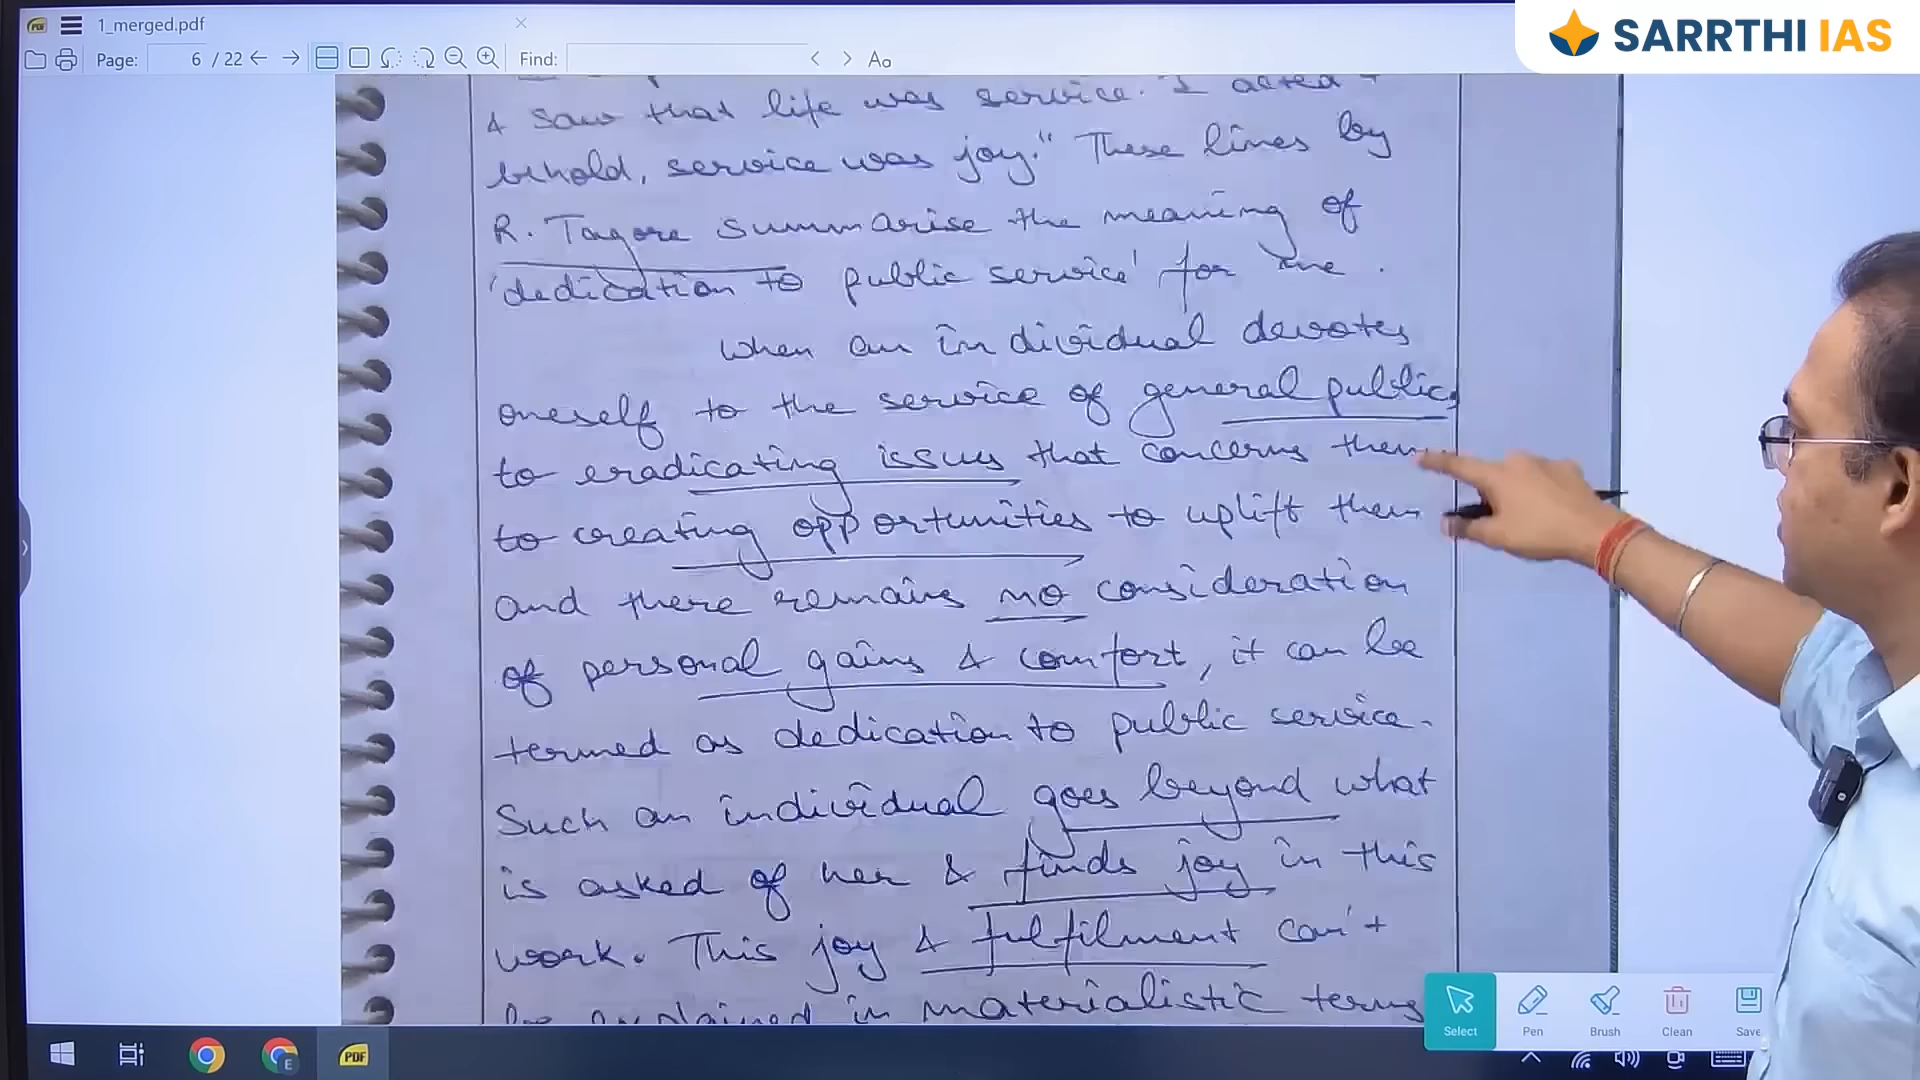 1_merged.pdf
Page: 6 / 22 Find: Aa
SARRTHI IAS
& saw that life was service. I acted &
behold, service was joy." These lines by
R. Tagore summarise the meaning of
'dedication to public service' for me.
When an individual devotes
oneself to the service of general public,
to eradicating issues that concerns them
to creating opportunities to uplift them
and there remains no consideration
of personal gains & comfort, it can be
termed as dedication to public service.
Such an individual goes beyond what
is asked of her & finds joy in this
work. This joy & fulfilment can't
be explained in materialistic terms
Select Pen Brush Clean Save
PDF